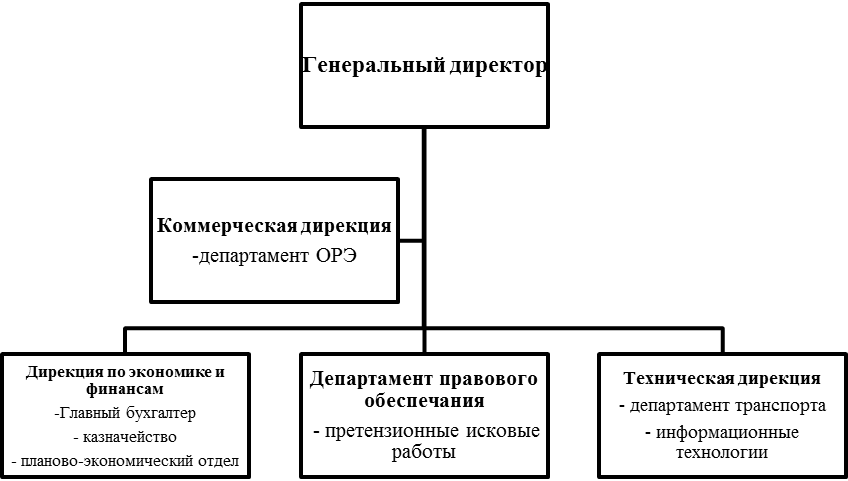 Генеральный директор
Коммерческая дирекция
-департамент ОРЭ
Дирекция по экономике и
финансам
-Главный бухгалтер
- казначейство
- планово-экономический отдел
Департамент правового
обеспечания
- претензионные исковые
работы
Техническая дирекция
- департамент транспорта
- информационные
технологии